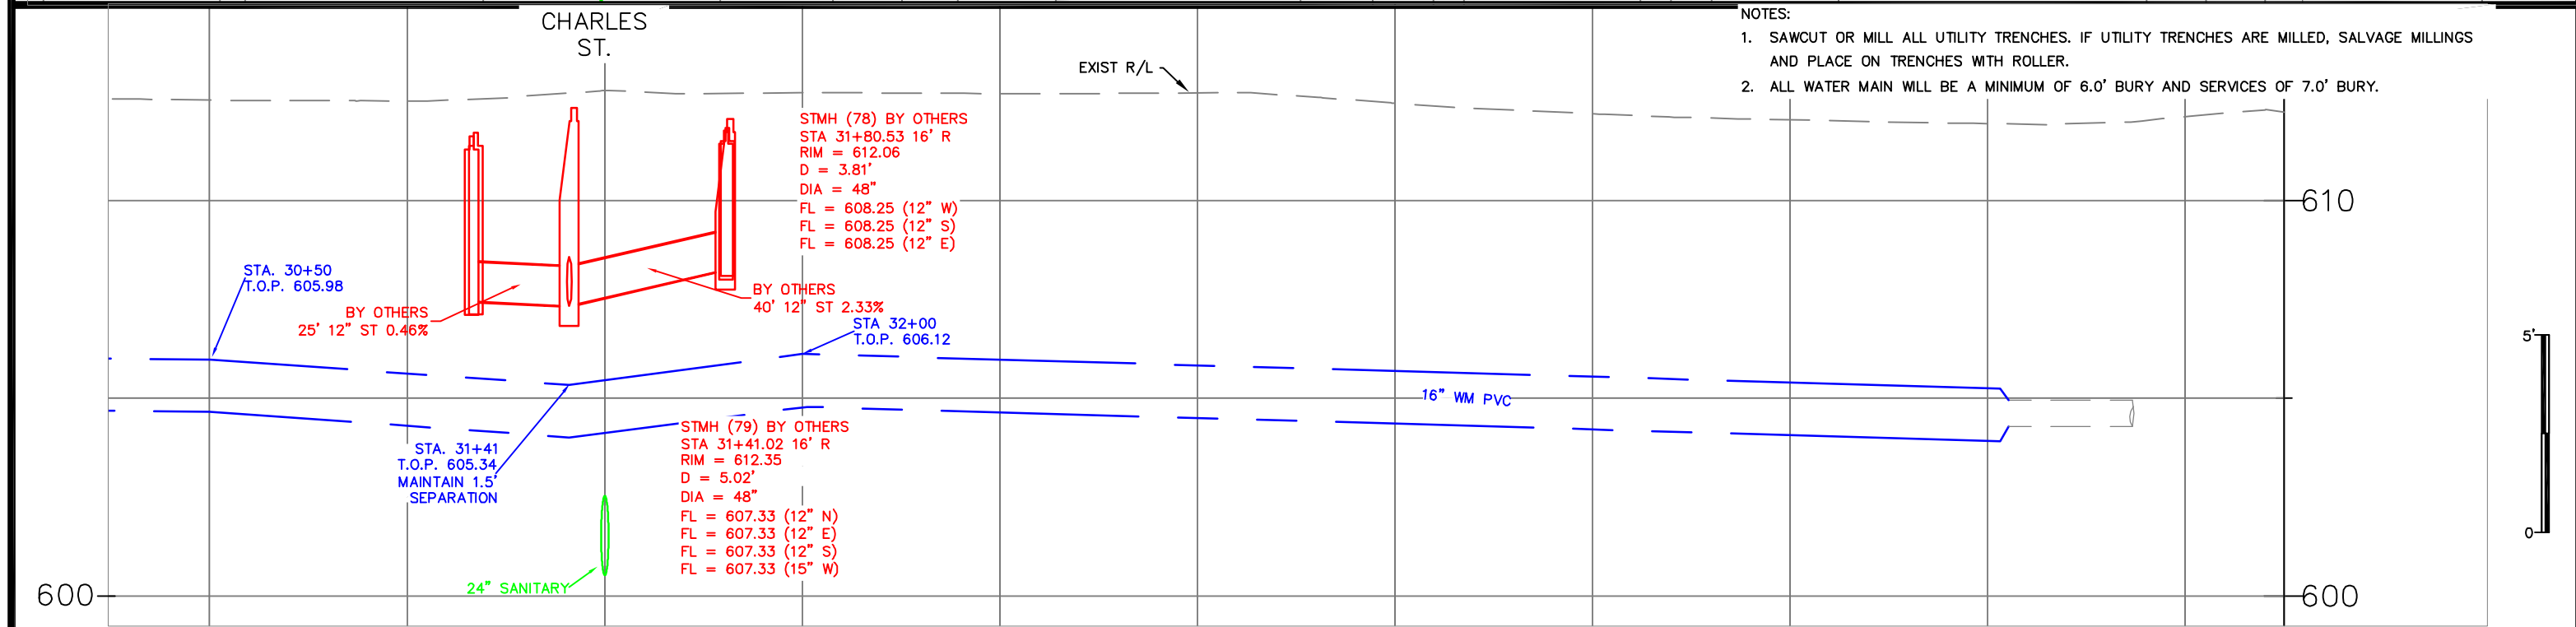 CHARLES
ST.
NOTES:
1. SAWCUT OR MILL ALL UTILITY TRENCHES. IF UTILITY TRENCHES ARE MILLED, SALVAGE MILLINGS
AND PLACE ON TRENCHES WITH ROLLER.
2. ALL WATER MAIN WILL BE A MINIMUM OF 6.0' BURY AND SERVICES OF 7.0' BURY.
EXIST R/L
STMH (78) BY OTHERS
STA 31+80.53 16' R
RIM = 612.06
D = 3.81'
DIA = 48"
FL = 608.25 (12" W)
FL = 608.25 (12" S)
FL = 608.25 (12" E)
610
STA. 30+50
T.O.P. 605.98
BY OTHERS
25' 12" ST 0.46%
BY OTHERS
40' 12" ST 2.33%
STA 32+00
T.O.P. 606.12
5'
0
16" WM PVC
STA. 31+41
T.O.P. 605.34
MAINTAIN 1.5'
SEPARATION
STMH (79) BY OTHERS
STA 31+41.02 16' R
RIM = 612.35
D = 5.02'
DIA = 48"
FL = 607.33 (12" N)
FL = 607.33 (12" E)
FL = 607.33 (12" S)
FL = 607.33 (15" W)
24" SANITARY
600
600